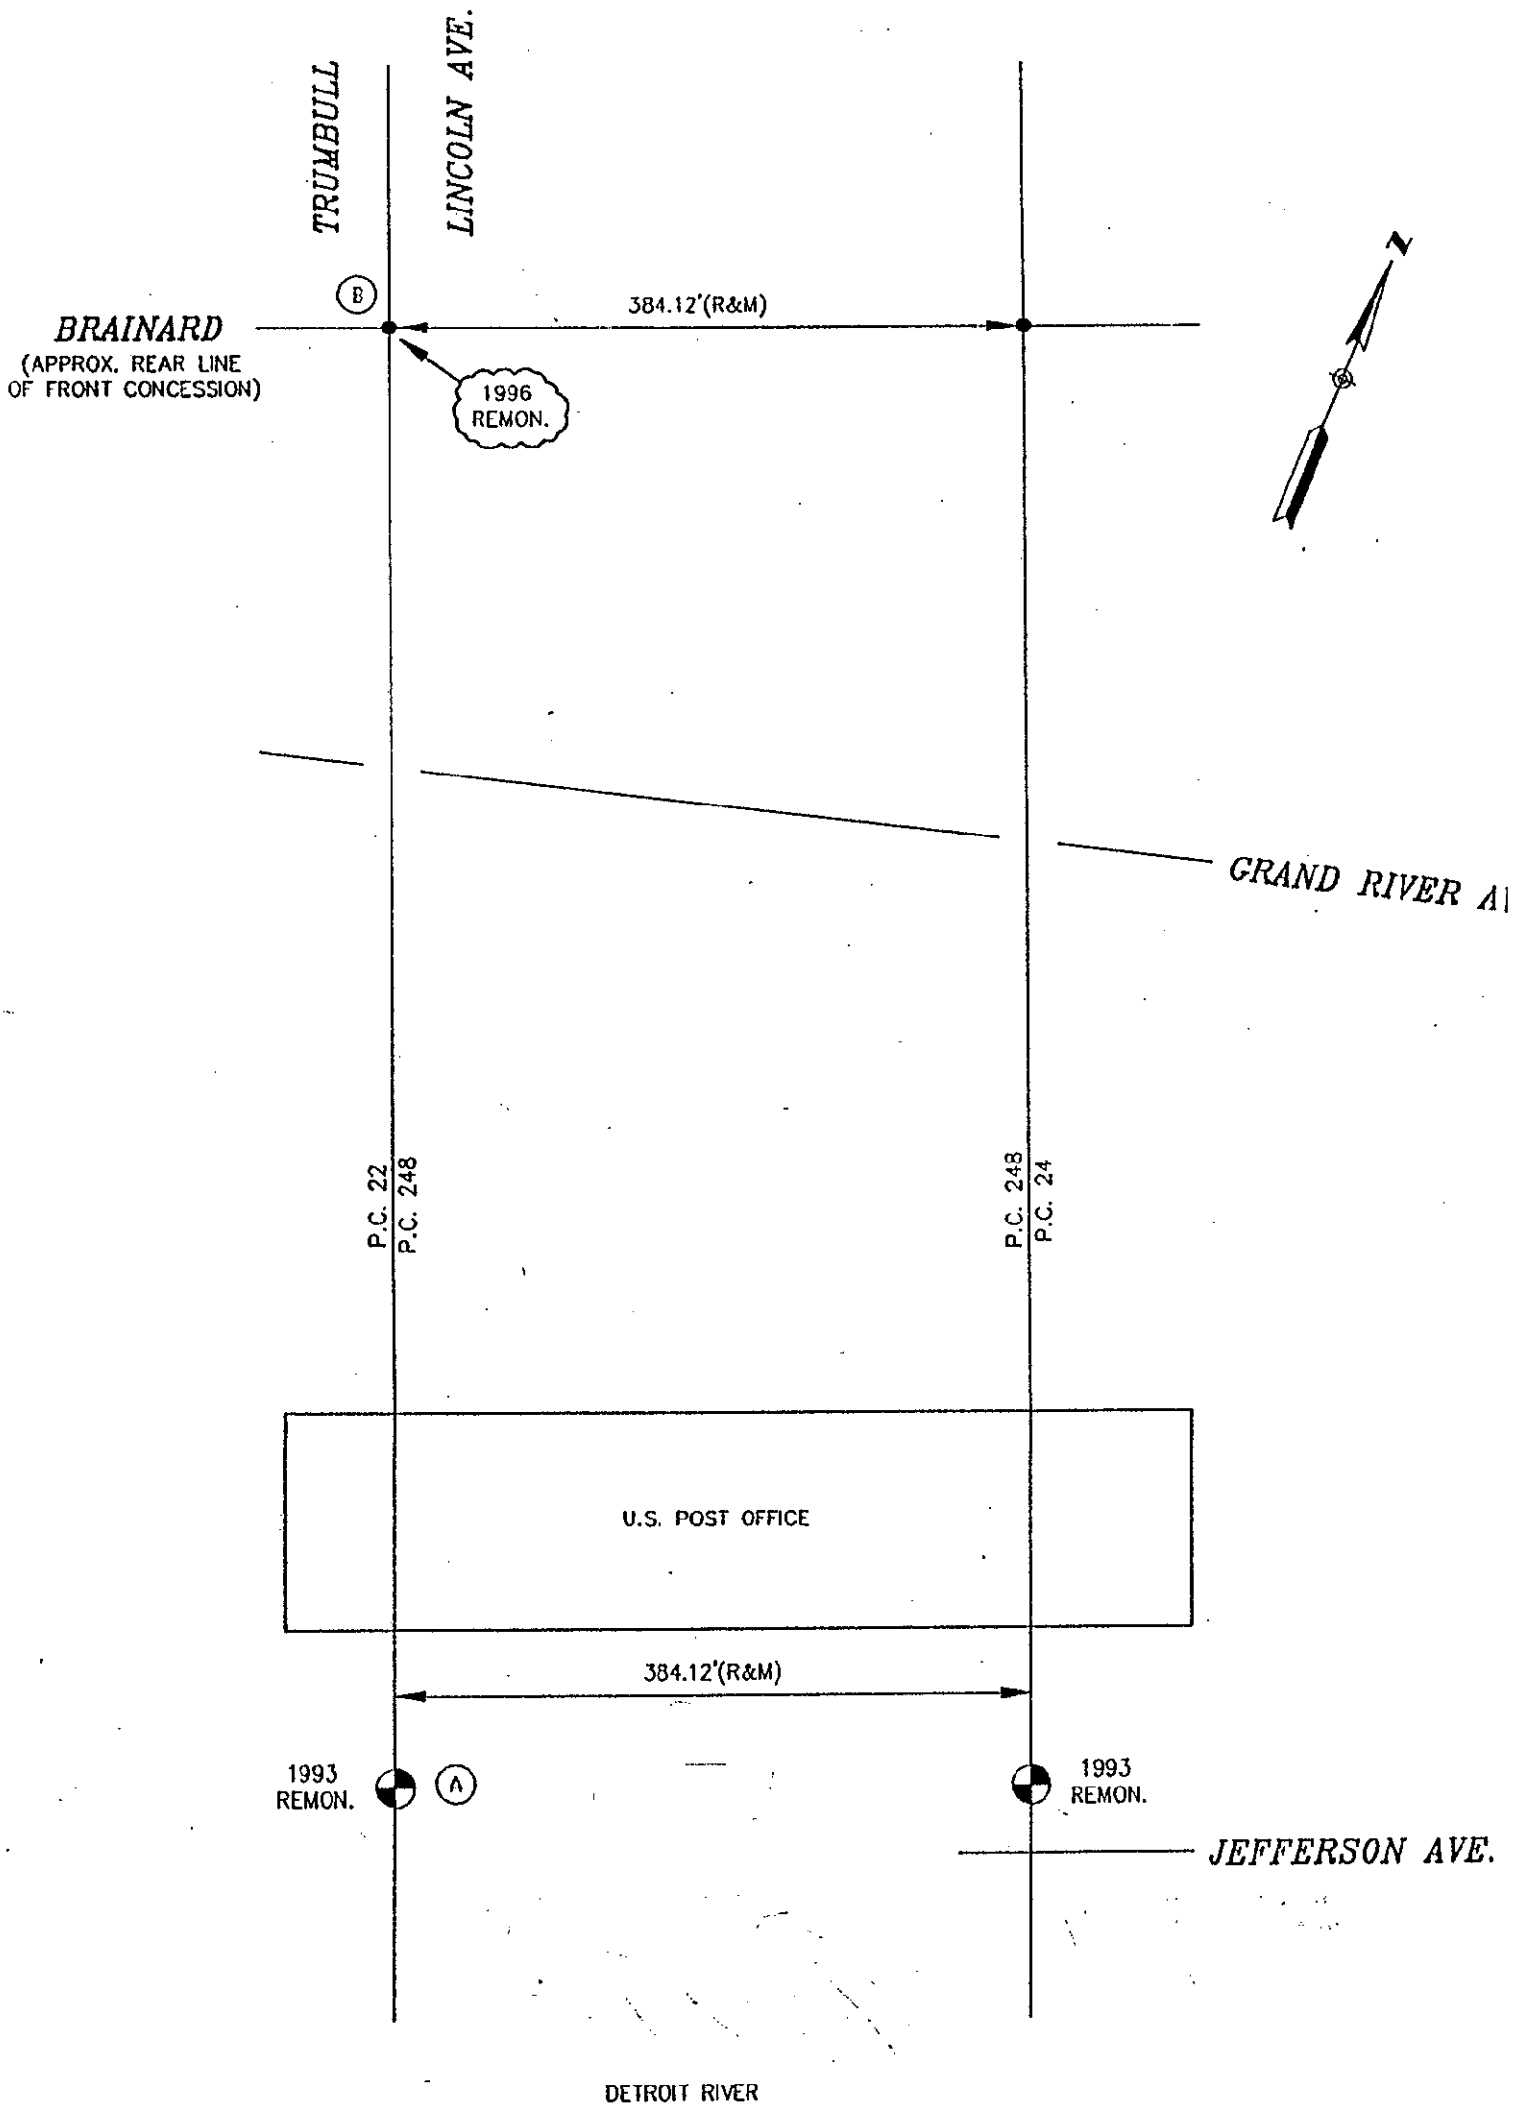 TRUMBULL
LINCOLN AVE.
N
B
384.12'(R&M)
BRAINARD
(APPROX. REAR LINE
OF FRONT CONCESSION)
1996
REMON.
GRAND RIVER
P.C. 22
P.C. 248
P.C. 248
P.C. 24
U.S. POST OFFICE
384.12'(R&M)
1993
REMON.
A
1993
REMON.
JEFFERSON AVE.
DETROIT RIVER